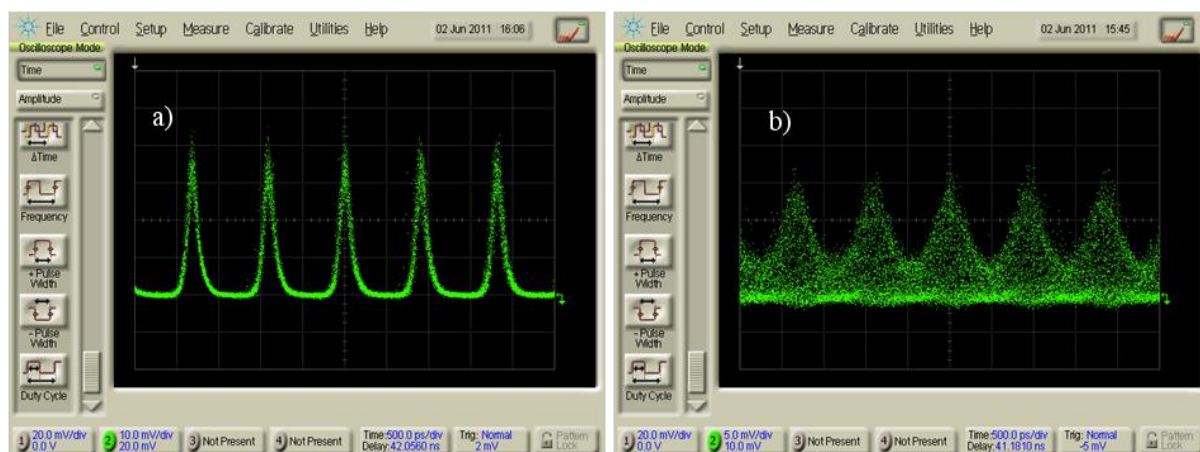 File Control Setup Measure Calibrate Utilities Help 02 Jun 2011 16:06
Oscilloscope Mode
Time
Amplitude
a)
ΔTime
Frequency
+ Pulse
Width
- Pulse
Width
Duty Cycle
1 20.0 mV/div 2 10.0 mV/div 3 Not Present 4 Not Present Time:500.0 ps/div Trig: Normal Pattern
0.0 V 20.0 mV Delay:42.0560 ns 2 mV Lock
File Control Setup Measure Calibrate Utilities Help 02 Jun 2011 15:45
Oscilloscope Mode
Time
Amplitude
b)
ΔTime
Frequency
+ Pulse
Width
- Pulse
Width
Duty Cycle
1 20.0 mV/div 2 5.0 mV/div 3 Not Present 4 Not Present Time:500.0 ps/div Trig: Normal Pattern
0.0 V 10.0 mV Delay:41.1810 ns -5 mV Lock